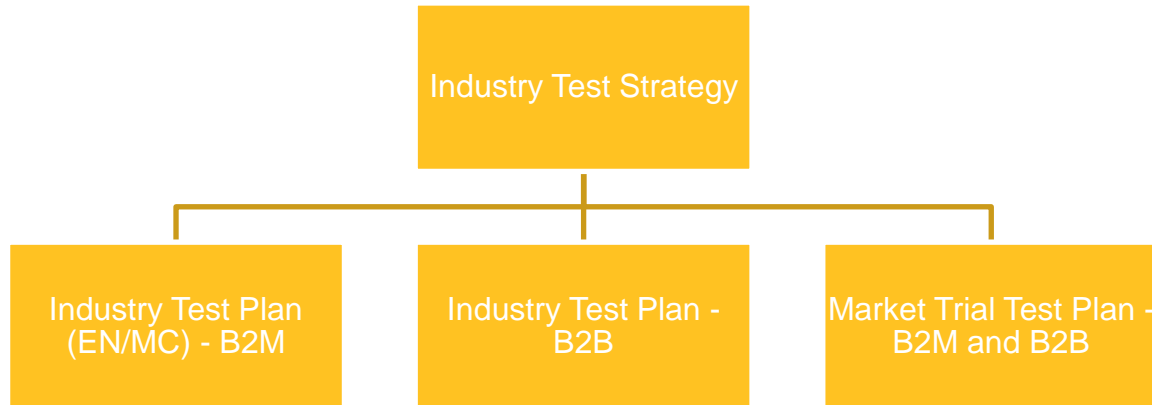 Industry Test Strategy
Industry Test Plan
(EN/MC) - B2M
Industry Test Plan -
B2B
Market Trial Test Plan -
B2M and B2B